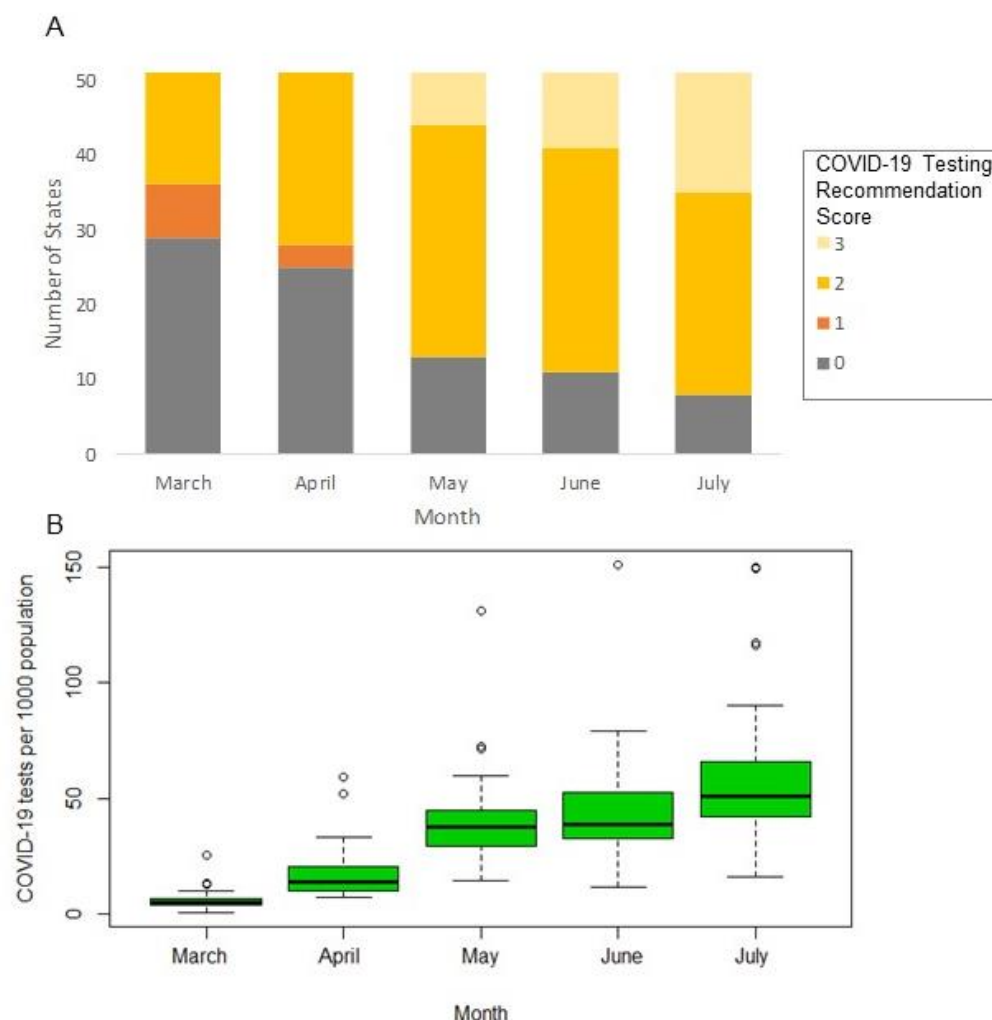 A
50
40
30
20
10
0
Number of States
March April May June July
Month
COVID-19 Testing
Recommendation
Score
3
2
1
0
B
150
100
50
0
COVID-19 tests per 1000 population
March April May June July
Month